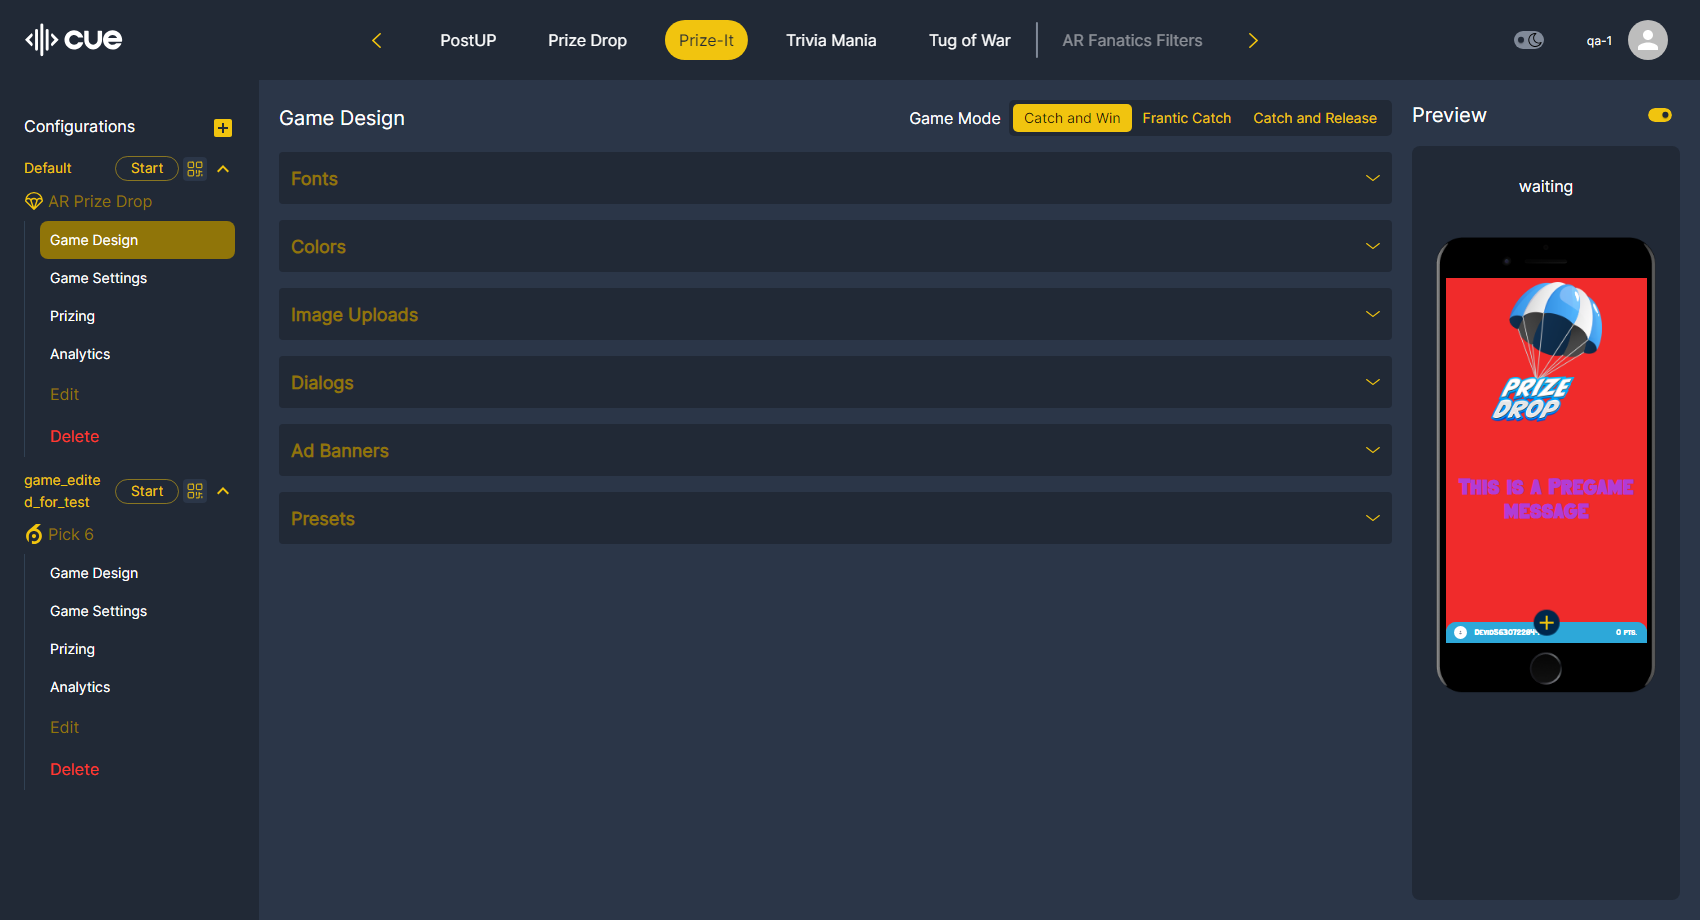 cue
PostUP
Prize Drop
Prize-It
Trivia Mania
Tug of War
AR Fanatics Filters
qa-1
Configurations
Default
Start
AR Prize Drop
Game Design
Game Settings
Prizing
Analytics
Edit
Delete
game_edite
d_for_test
Start
Pick 6
Game Design
Game Settings
Prizing
Analytics
Edit
Delete
Game Design
Game Mode
Catch and Win
Frantic Catch
Catch and Release
Fonts
Colors
Image Uploads
Dialogs
Ad Banners
Presets
Preview
waiting
PRIZE
DROP
This is a Pregame
message
0 pts.